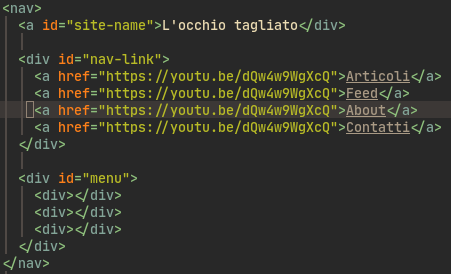 <nav>
<a id="site-name">L'occhio tagliato</div>
<div id="nav-link">
<a href="https://youtu.be/dQw4w9WgXcQ">Articoli</a>
<a href="https://youtu.be/dQw4w9WgXcQ">Feed</a>
<a href="https://youtu.be/dQw4w9WgXcQ">About</a>
<a href="https://youtu.be/dQw4w9WgXcQ">Contatti</a>
</div>
<div id="menu">
<div></div>
<div></div>
<div></div>
</div>
</nav>